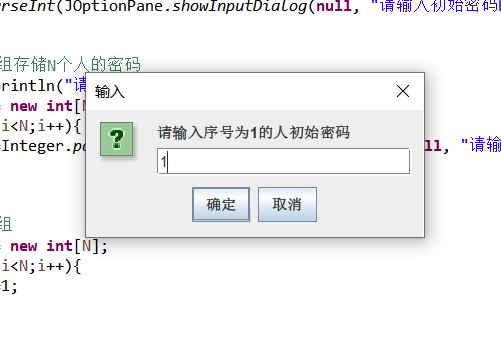 rseInt(JOptionPane.showInputDialog(null, "请输入初始密码
组存储N个人的密码
println("请
= new int[N
i<N;i++){
=Integer.pa
ll, "请输
输入
请输入序号为1的人初始密码
1
确定
取消
组
= new int[N];
i<N;i++){
=1;